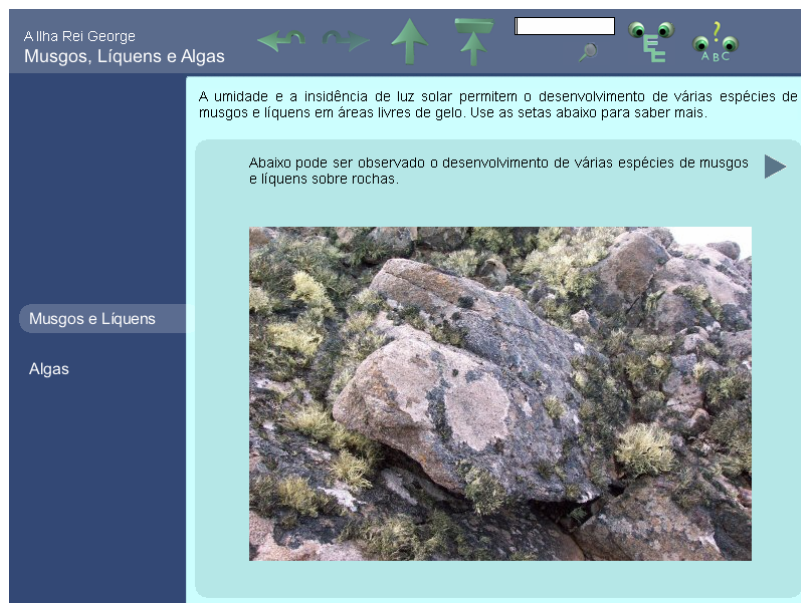 A Ilha Rei George
Musgos, Líquens e Algas
EEE
?
A B C
A umidade e a insidência de luz solar permitem o desenvolvimento de várias espécies de
musgos e líquens em áreas livres de gelo. Use as setas abaixo para saber mais.
Abaixo pode ser observado o desenvolvimento de várias espécies de musgos
e líquens sobre rochas.
Musgos e Líquens
Algas